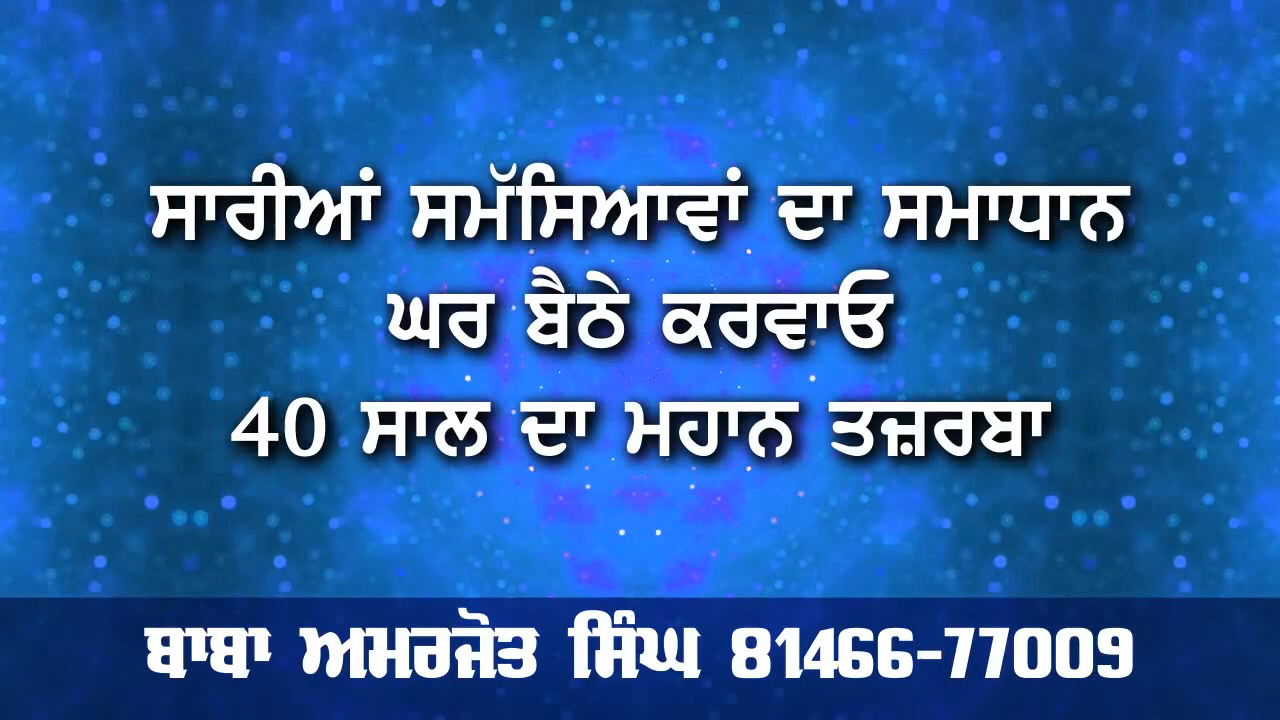 ਸਾਰੀਆਂ ਸਮੱਸਿਆਵਾਂ ਦਾ ਸਮਾਧਾਨ
ਘਰ ਬੈਠੇ ਕਰਵਾਓ
40 ਸਾਲ ਦਾ ਮਹਾਨ ਤਜ਼ਰਬਾ
ਬਾਬਾ ਅਮਰਜੋਤ ਸਿੰਘ 81466-77009